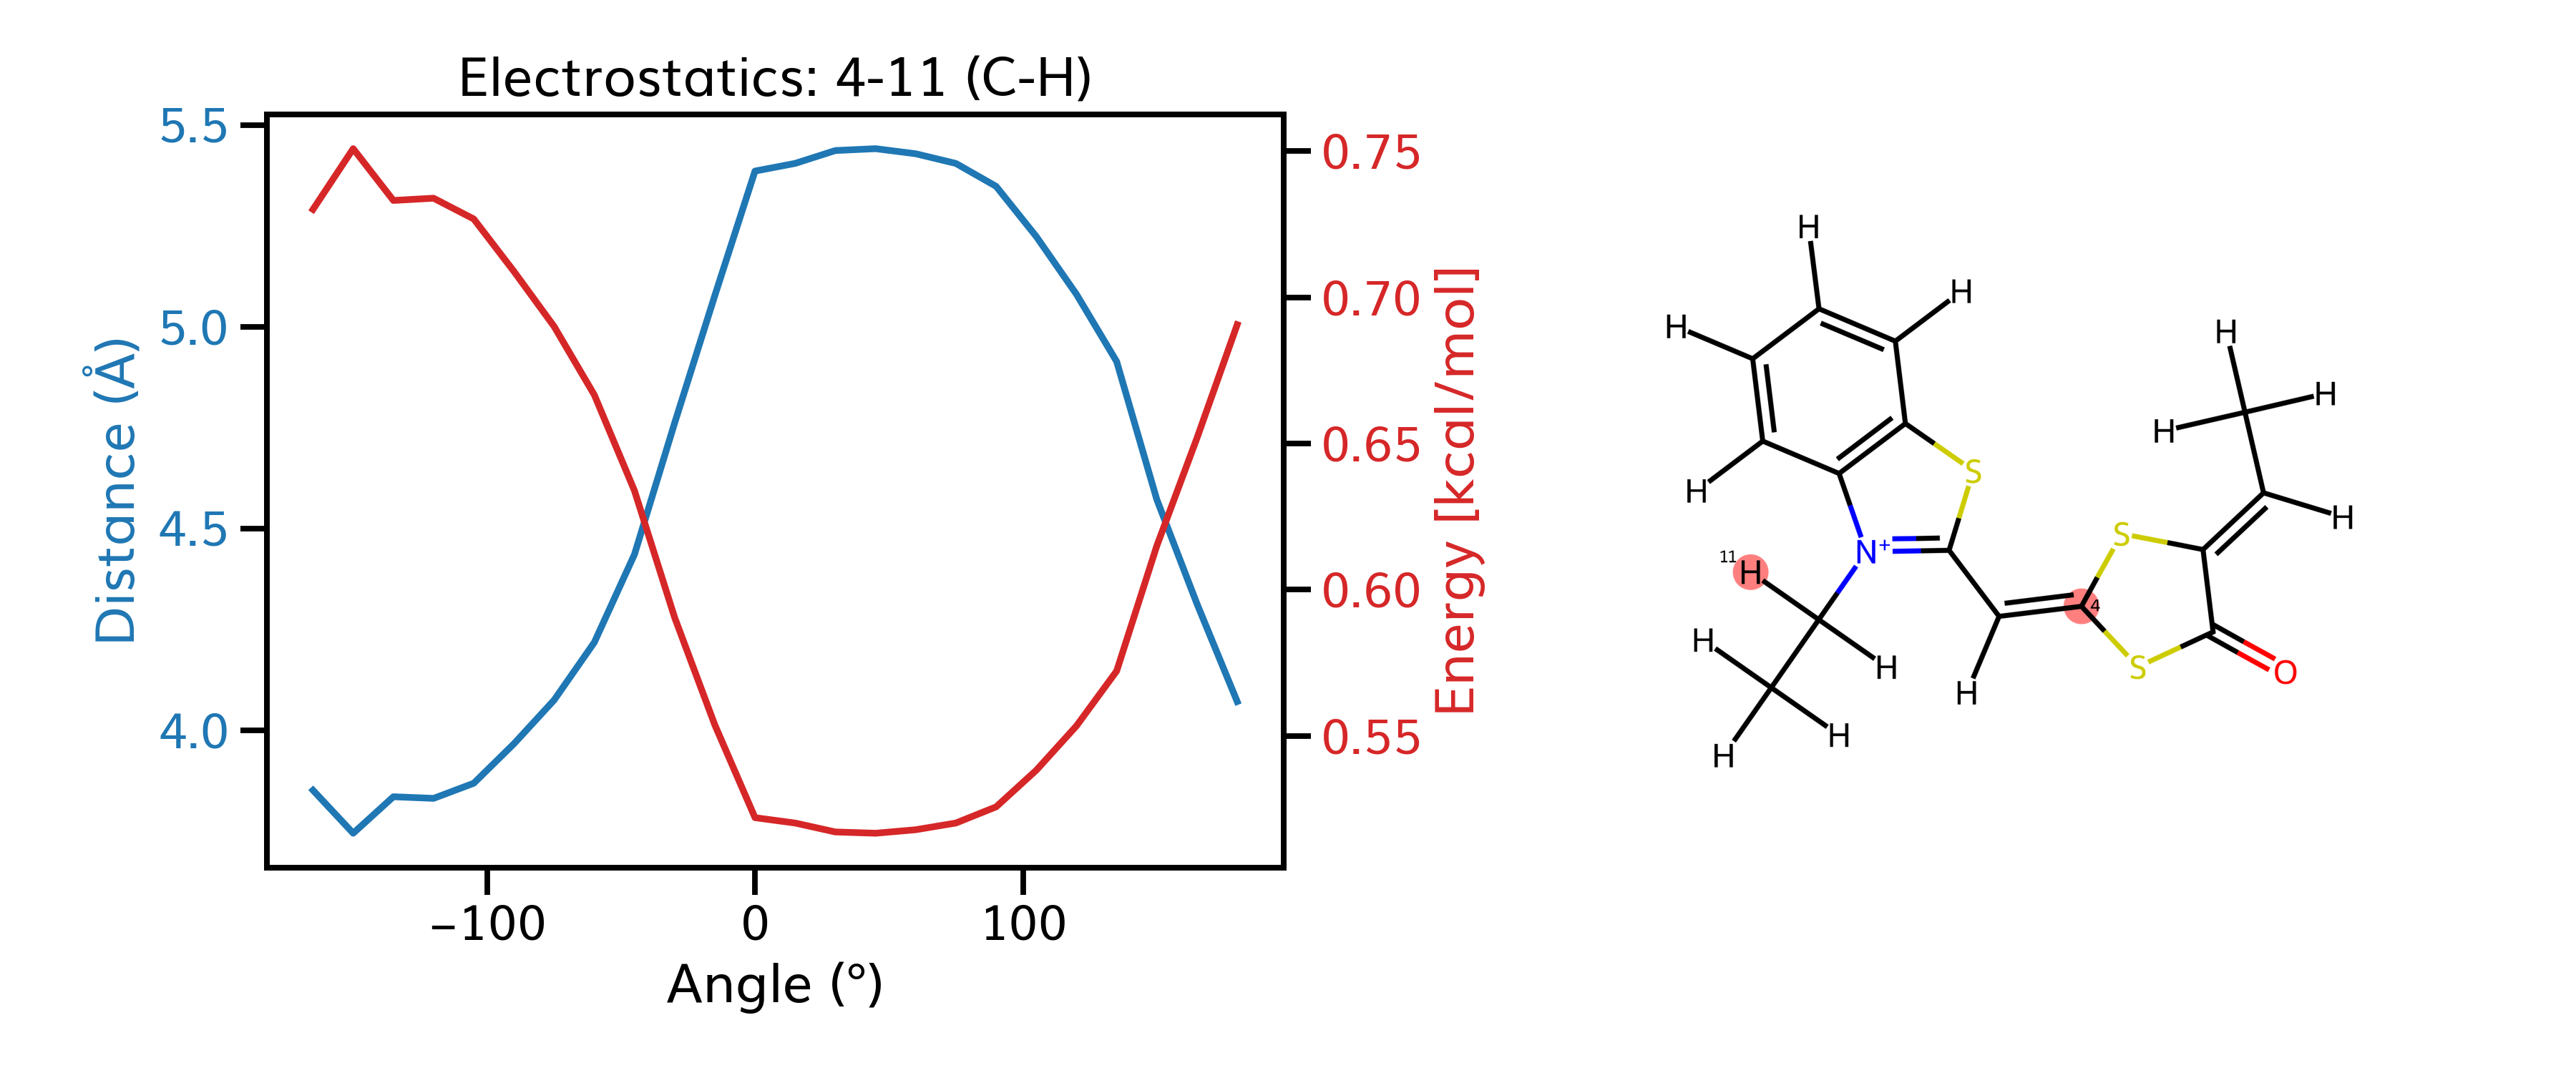 Electrostatics: 4-11 (C-H)
5.5
5.0
4.5
4.0
Distance (Å)
0.75
0.70
0.65
0.60
0.55
Energy [kcal/mol]
−100
0
100
Angle (°)
H
H
H
H
H
H
H
S
H
S
N+
11
H
4
H
H
H
S
O
H
H